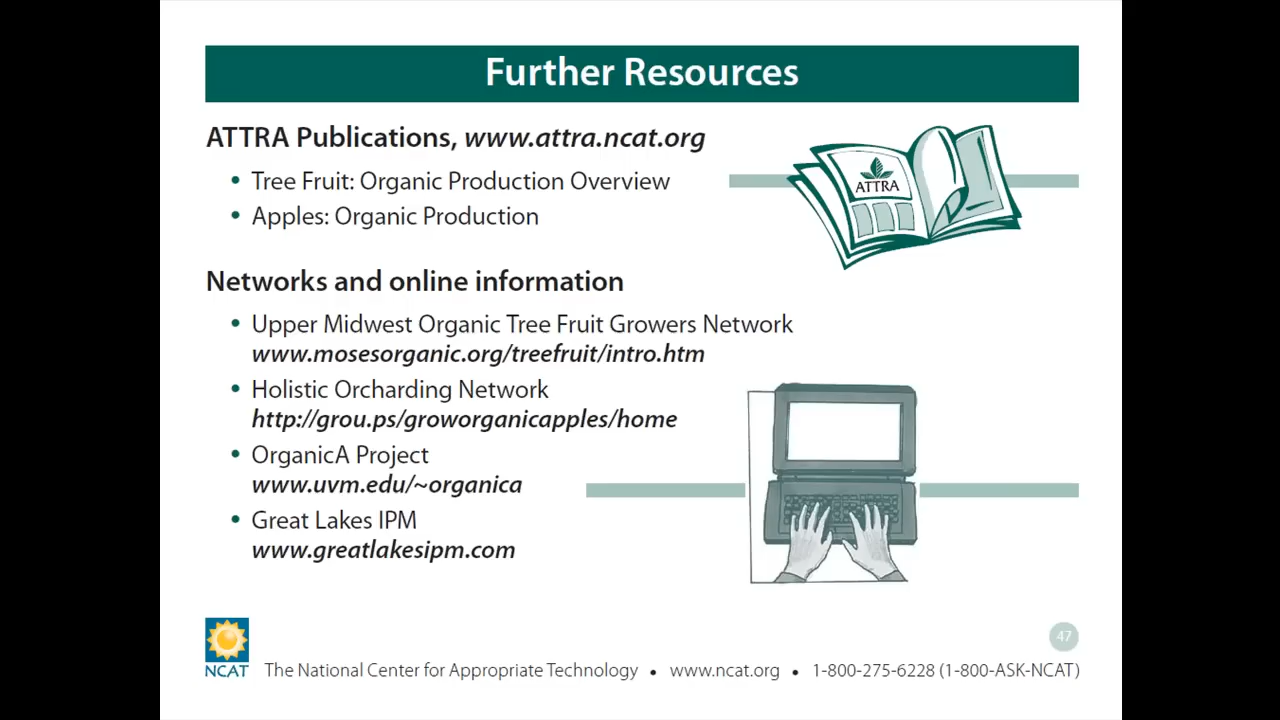 Further Resources
ATTRA Publications, www.attra.ncat.org
• Tree Fruit: Organic Production Overview
• Apples: Organic Production
ATTRA
Networks and online information
• Upper Midwest Organic Tree Fruit Growers Network
www.mosesorganic.org/treefruit/intro.htm
• Holistic Orcharding Network
http://grou.ps/groworganicapples/home
• OrganicA Project
www.uvm.edu/~organica
• Great Lakes IPM
www.greatlakesipm.com
47
NCAT
The National Center for Appropriate Technology • www.ncat.org • 1-800-275-6228 (1-800-ASK-NCAT)